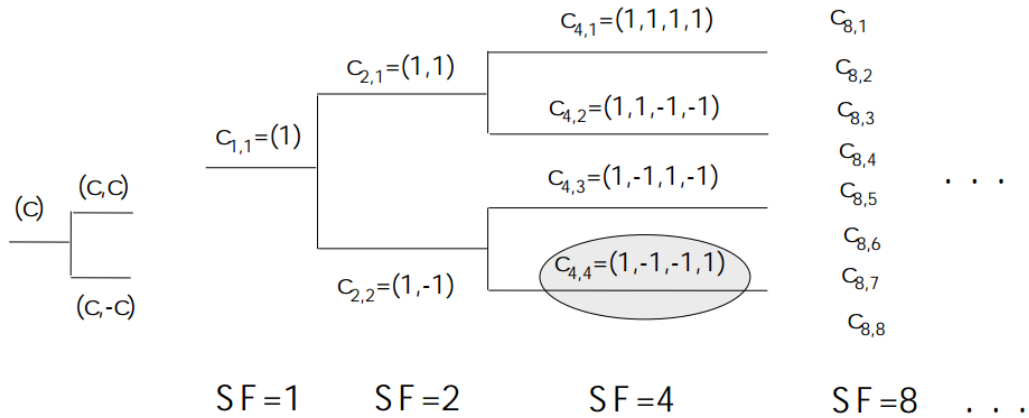 (C)
(C,C)
(C,-C)
C1,1=(1)
C2,1=(1,1)
C2,2=(1,-1)
C4,1=(1,1,1,1)
C4,2=(1,1,-1,-1)
C4,3=(1,-1,1,-1)
C4,4=(1,-1,-1,1)
C8,1
C8,2
C8,3
C8,4
C8,5
C8,6
C8,7
C8,8
. . .
SF=1 SF=2 SF=4 SF=8 . . .